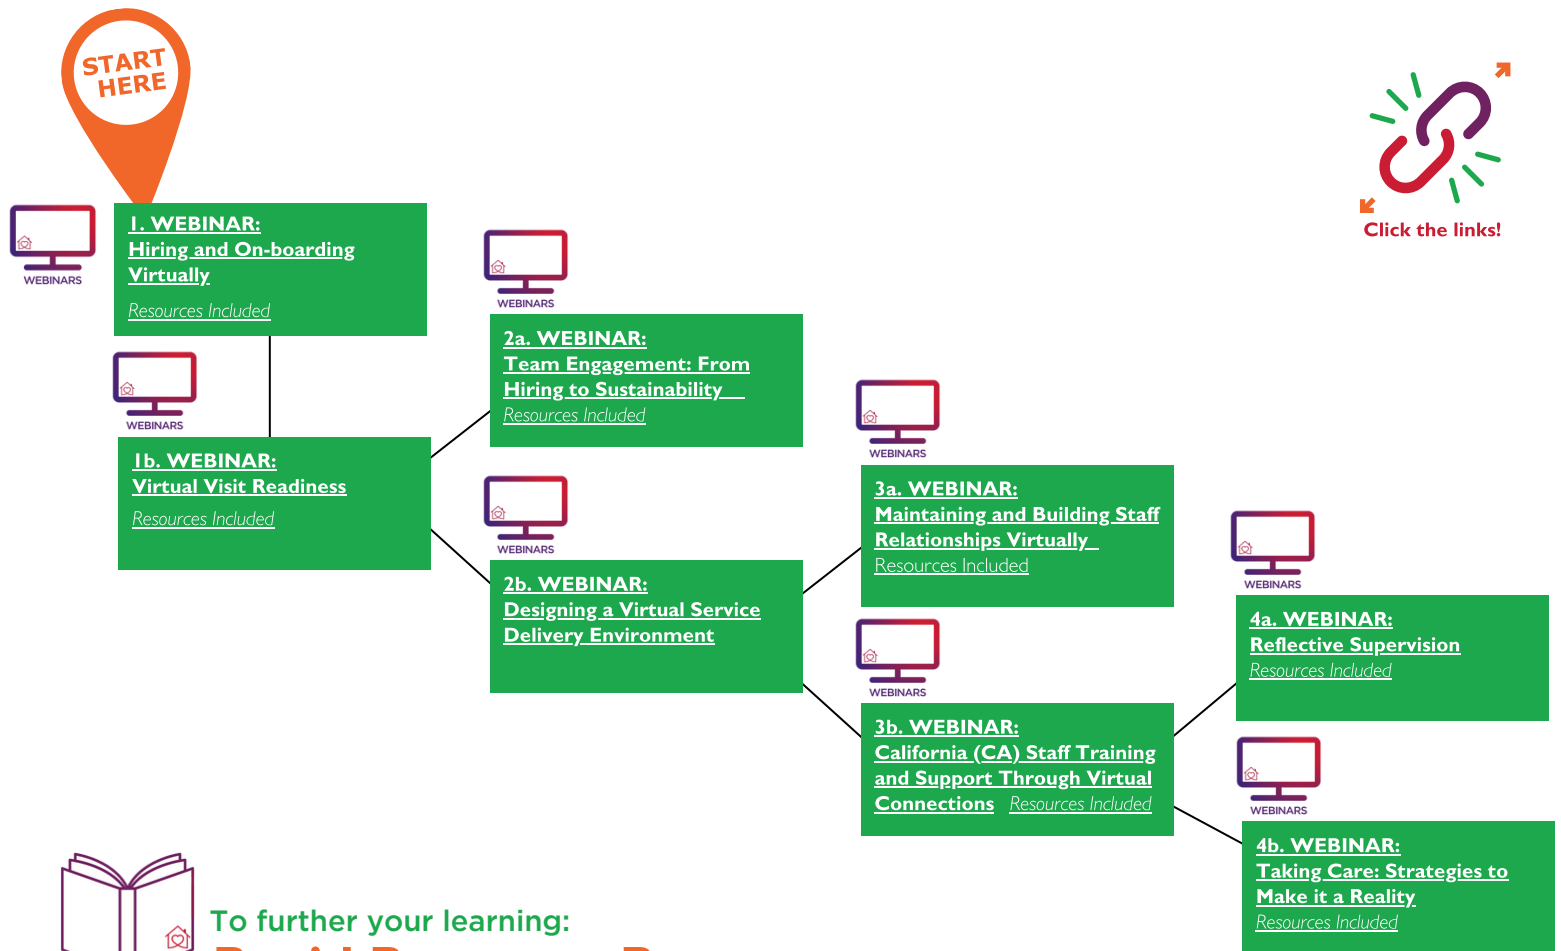 START
HERE
Click the links!
WEBINARS
1. WEBINAR:
Hiring and On-boarding
Virtually
Resources Included
WEBINARS
1b. WEBINAR:
Virtual Visit Readiness
Resources Included
WEBINARS
2a. WEBINAR:
Team Engagement: From
Hiring to Sustainability
Resources Included
WEBINARS
2b. WEBINAR:
Designing a Virtual Service
Delivery Environment
WEBINARS
3a. WEBINAR:
Maintaining and Building Staff
Relationships Virtually
Resources Included
WEBINARS
3b. WEBINAR:
California (CA) Staff Training
and Support Through Virtual
Connections Resources Included
WEBINARS
4a. WEBINAR:
Reflective Supervision
Resources Included
WEBINARS
4b. WEBINAR:
Taking Care: Strategies to
Make it a Reality
Resources Included
To further your learning: